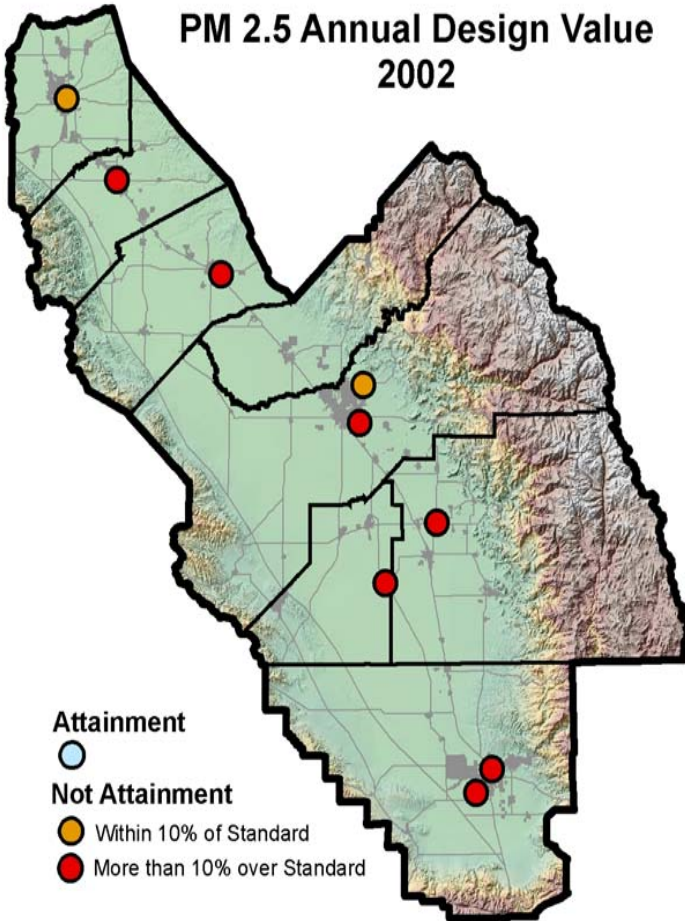 PM 2.5 Annual Design Value
2002
Attainment
Not Attainment
Within 10% of Standard
More than 10% over Standard